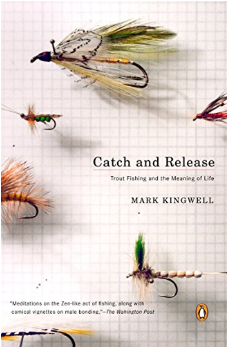 Catch and Release
Trout Fishing and the Meaning of Life
MARK KINGWELL
"Meditations on the Zen-like act of fishing, along with
comical vignettes on male bonding."—The Washington Post